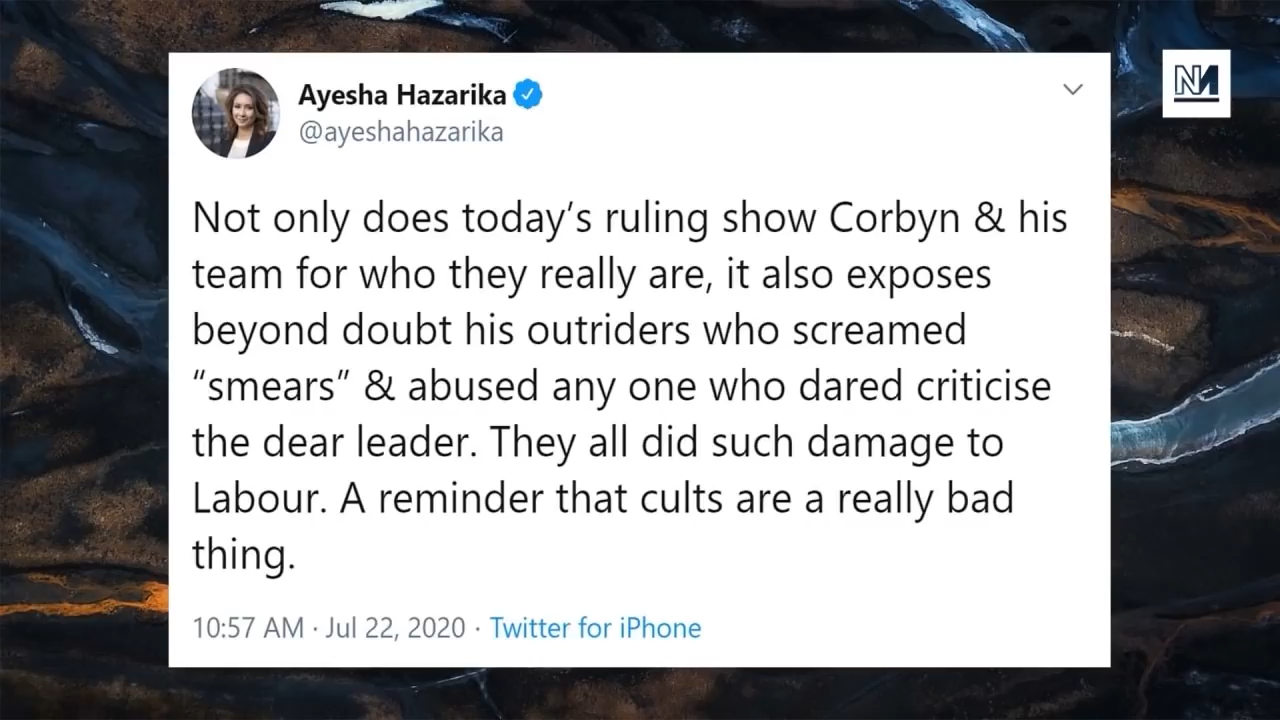 Ayesha Hazarika
@ayeshahazarika
NM
Not only does today’s ruling show Corbyn & his
team for who they really are, it also exposes
beyond doubt his outriders who screamed
“smears” & abused any one who dared criticise
the dear leader. They all did such damage to
Labour. A reminder that cults are a really bad
thing.
10:57 AM · Jul 22, 2020 · Twitter for iPhone